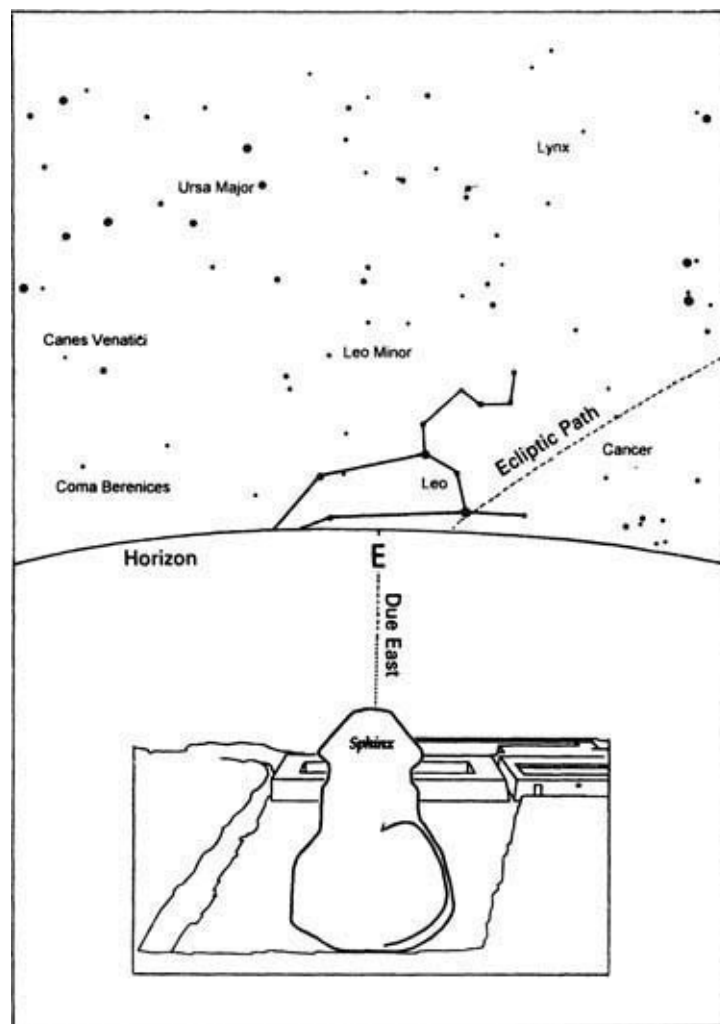 Lynx
Ursa Major
Canes Venatici
Leo Minor
Ecliptic Path
Cancer
Leo
Coma Berenices
Horizon
E
Due East
Sphinx